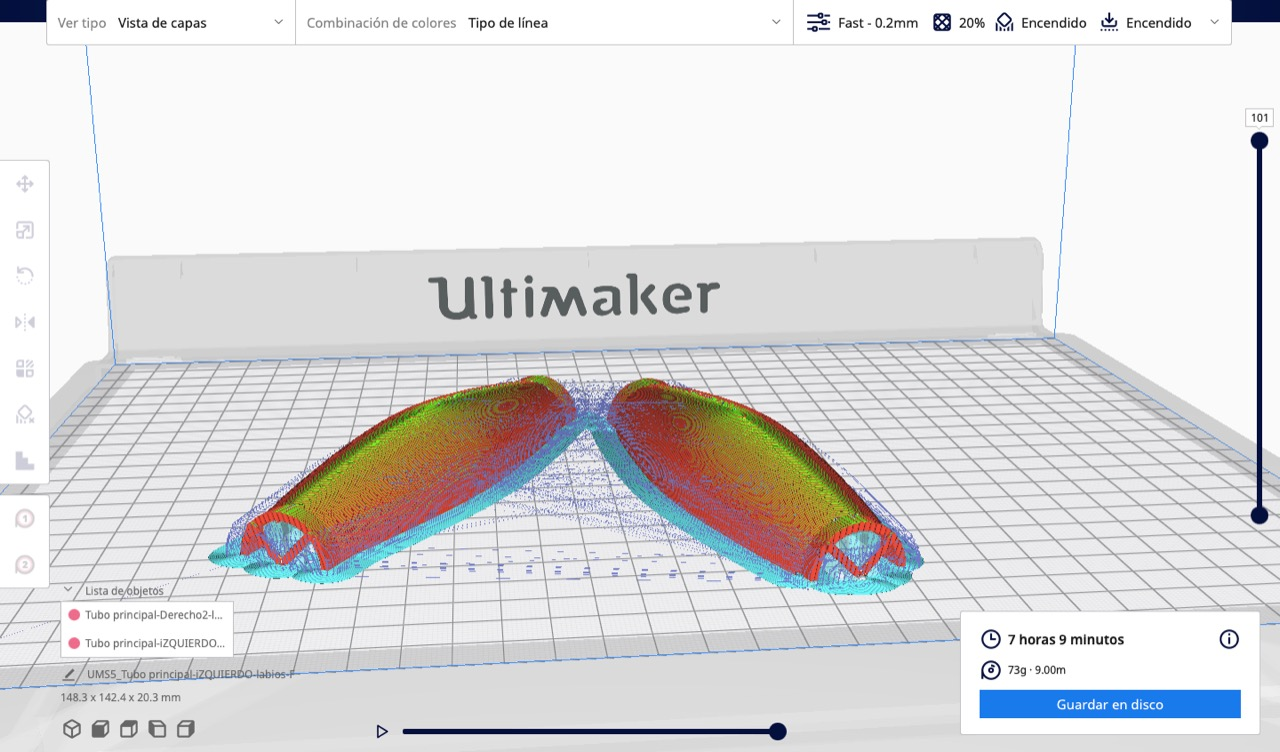 Ver tipo Vista de capas
Combinación de colores Tipo de línea
Fast - 0.2mm 20% Encendido Encendido
101
Ultimaker
1
2
Lista de objetos
Tubo principal-Derecho2-l...
Tubo principal-iZQUIERDO...
UMS5_Tubo principal-iZQUIERDO-labios-F
148.3 x 142.4 x 20.3 mm
7 horas 9 minutos
73g · 9.00m
Guardar en disco